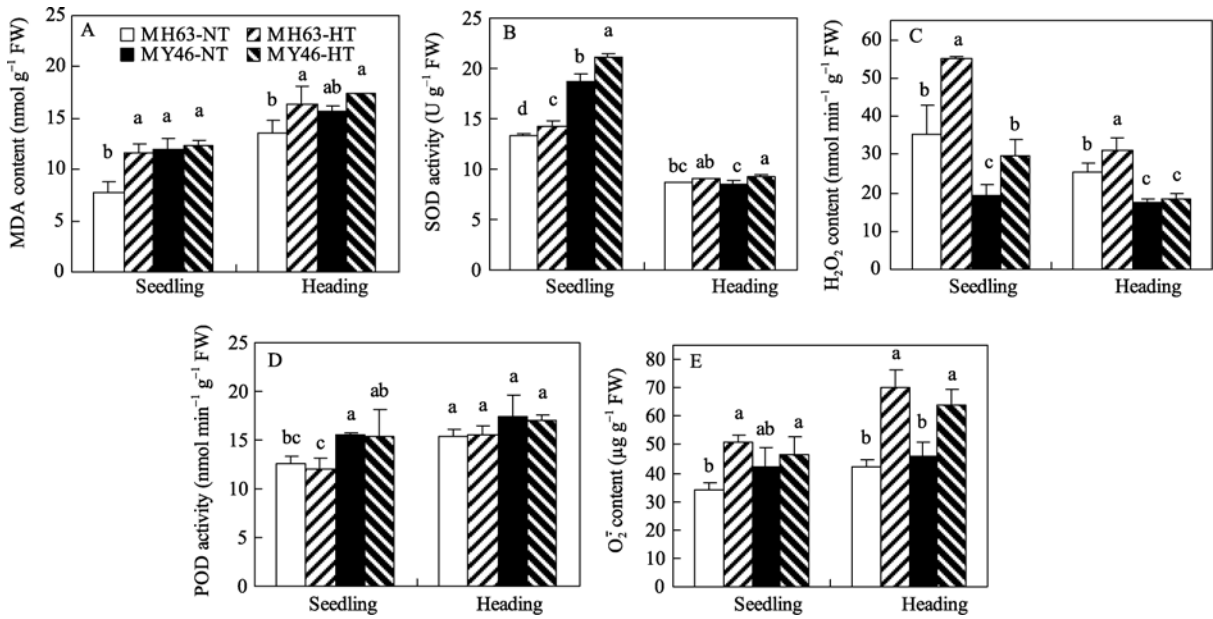 A
MH63-NT MH63-HT
MY46-NT MY46-HT
MDA content (nmol g⁻¹ FW)
25
20
15
10
5
0
b a a a
b a ab a
Seedling Heading
B
SOD activity (U g⁻¹ FW)
25
20
15
10
5
0
d c b a
bc ab c a
Seedling Heading
C
H₂O₂ content (nmol min⁻¹ g⁻¹ FW)
60
50
40
30
20
10
0
b a c b
b a c c
Seedling Heading
D
POD activity (nmol min⁻¹ g⁻¹ FW)
25
20
15
10
5
0
bc c a ab
a a a a
Seedling Heading
E
O₂⁻ content (µg g⁻¹ FW)
80
70
60
50
40
30
20
10
0
b a ab a
b a b a
Seedling Heading